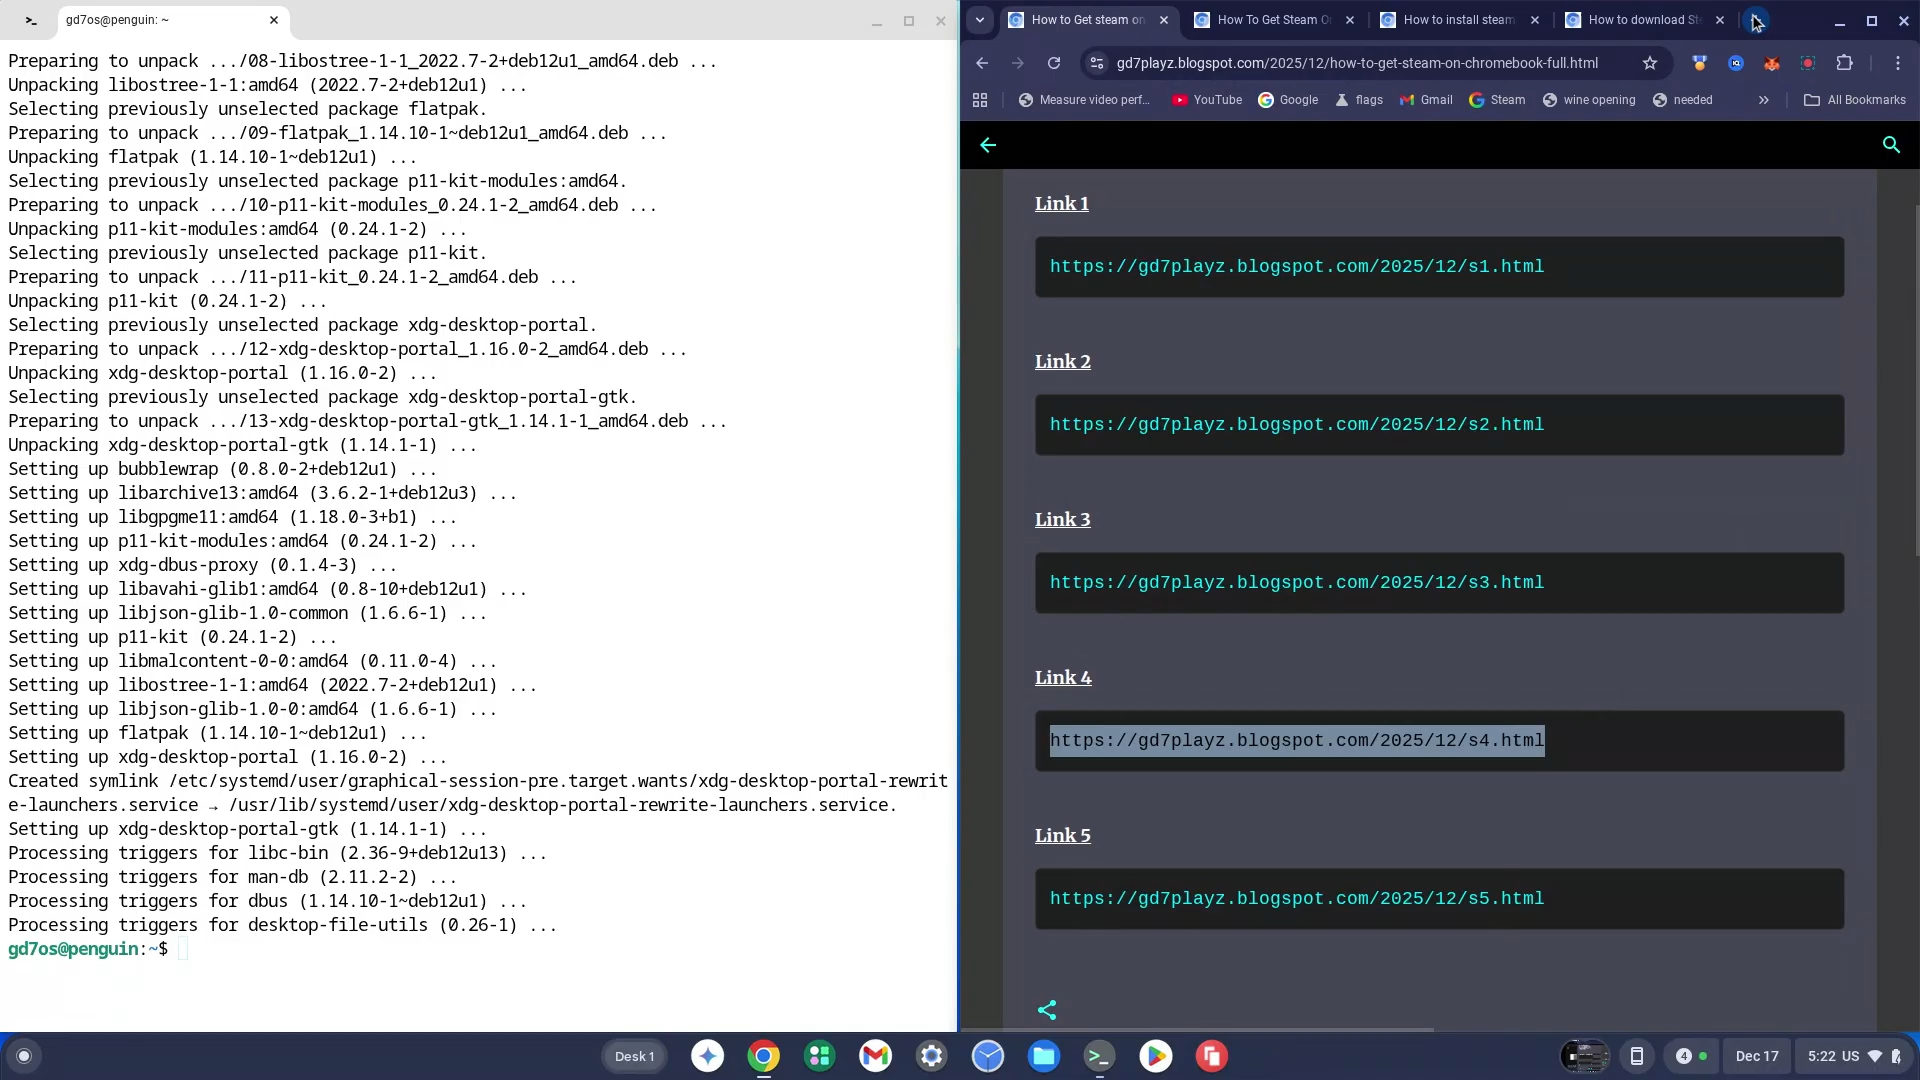 gd7os@penguin: ~
Preparing to unpack .../08-libostree-1-1_2022.7-2+deb12u1_amd64.deb ...
Unpacking libostree-1-1:amd64 (2022.7-2+deb12u1) ...
Selecting previously unselected package flatpak.
Preparing to unpack .../09-flatpak_1.14.10-1~deb12u1_amd64.deb ...
Unpacking flatpak (1.14.10-1~deb12u1) ...
Selecting previously unselected package p11-kit-modules:amd64.
Preparing to unpack .../10-p11-kit-modules_0.24.1-2_amd64.deb ...
Unpacking p11-kit-modules:amd64 (0.24.1-2) ...
Selecting previously unselected package p11-kit.
Preparing to unpack .../11-p11-kit_0.24.1-2_amd64.deb ...
Unpacking p11-kit (0.24.1-2) ...
Selecting previously unselected package xdg-desktop-portal.
Preparing to unpack .../12-xdg-desktop-portal_1.16.0-2_amd64.deb ...
Unpacking xdg-desktop-portal (1.16.0-2) ...
Selecting previously unselected package xdg-desktop-portal-gtk.
Preparing to unpack .../13-xdg-desktop-portal-gtk_1.14.1-1_amd64.deb ...
Unpacking xdg-desktop-portal-gtk (1.14.1-1) ...
Setting up bubblewrap (0.8.0-2+deb12u1) ...
Setting up libarchive13:amd64 (3.6.2-1+deb12u3) ...
Setting up libgpgme11:amd64 (1.18.0-3+b1) ...
Setting up p11-kit-modules:amd64 (0.24.1-2) ...
Setting up xdg-dbus-proxy (0.1.4-3) ...
Setting up libavahi-glib1:amd64 (0.8-10+deb12u1) ...
Setting up libjson-glib-1.0-common (1.6.6-1) ...
Setting up p11-kit (0.24.1-2) ...
Setting up libmalcontent-0-0:amd64 (0.11.0-4) ...
Setting up libostree-1-1:amd64 (2022.7-2+deb12u1) ...
Setting up libjson-glib-1.0-0:amd64 (1.6.6-1) ...
Setting up flatpak (1.14.10-1~deb12u1) ...
Setting up xdg-desktop-portal (1.16.0-2) ...
Created symlink /etc/systemd/user/graphical-session-pre.target.wants/xdg-desktop-portal-rewrit
e-launchers.service → /usr/lib/systemd/user/xdg-desktop-portal-rewrite-launchers.service.
Setting up xdg-desktop-portal-gtk (1.14.1-1) ...
Processing triggers for libc-bin (2.36-9+deb12u13) ...
Processing triggers for man-db (2.11.2-2) ...
Processing triggers for dbus (1.14.10-1~deb12u1) ...
Processing triggers for desktop-file-utils (0.26-1) ...
gd7os@penguin:~$
How to Get steam on How To Get Steam O How to install steam How to download St
gd7playz.blogspot.com/2025/12/how-to-get-steam-on-chromebook-full.html
Measure video perf... YouTube Google flags Gmail Steam wine opening needed » All Bookmarks
Link 1
https://gd7playz.blogspot.com/2025/12/s1.html
Link 2
https://gd7playz.blogspot.com/2025/12/s2.html
Link 3
https://gd7playz.blogspot.com/2025/12/s3.html
Link 4
https://gd7playz.blogspot.com/2025/12/s4.html
Link 5
https://gd7playz.blogspot.com/2025/12/s5.html
Desk 1 4 Dec 17 5:22 US